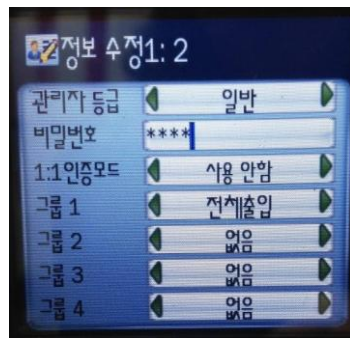 정보 수정1: 2
관리자 등급 일반
비밀번호 ****
1:1인증모드 사용 안함
그룹 1 전체출입
그룹 2 없음
그룹 3 없음
그룹 4 없음